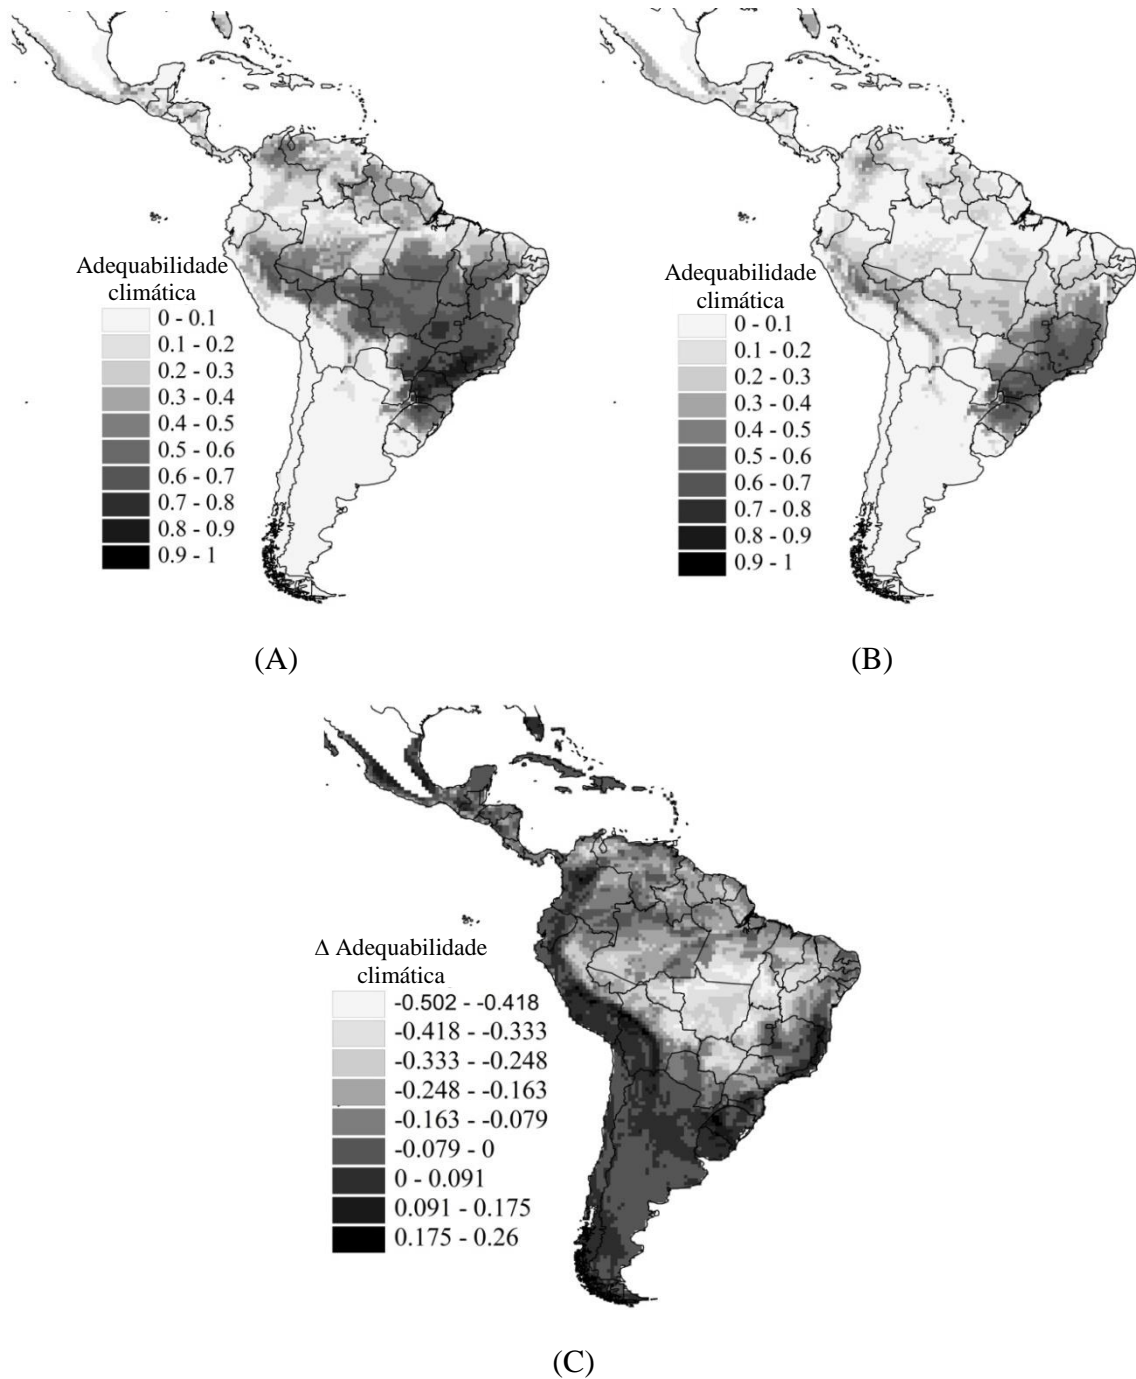 Adequabilidade
climática
0 - 0.1
0.1 - 0.2
0.2 - 0.3
0.3 - 0.4
0.4 - 0.5
0.5 - 0.6
0.6 - 0.7
0.7 - 0.8
0.8 - 0.9
0.9 - 1
(A)
Adequabilidade
climática
0 - 0.1
0.1 - 0.2
0.2 - 0.3
0.3 - 0.4
0.4 - 0.5
0.5 - 0.6
0.6 - 0.7
0.7 - 0.8
0.8 - 0.9
0.9 - 1
(B)
Δ Adequabilidade
climática
-0.502 - -0.418
-0.418 - -0.333
-0.333 - -0.248
-0.248 - -0.163
-0.163 - -0.079
-0.079 - 0
0 - 0.091
0.091 - 0.175
0.175 - 0.26
(C)